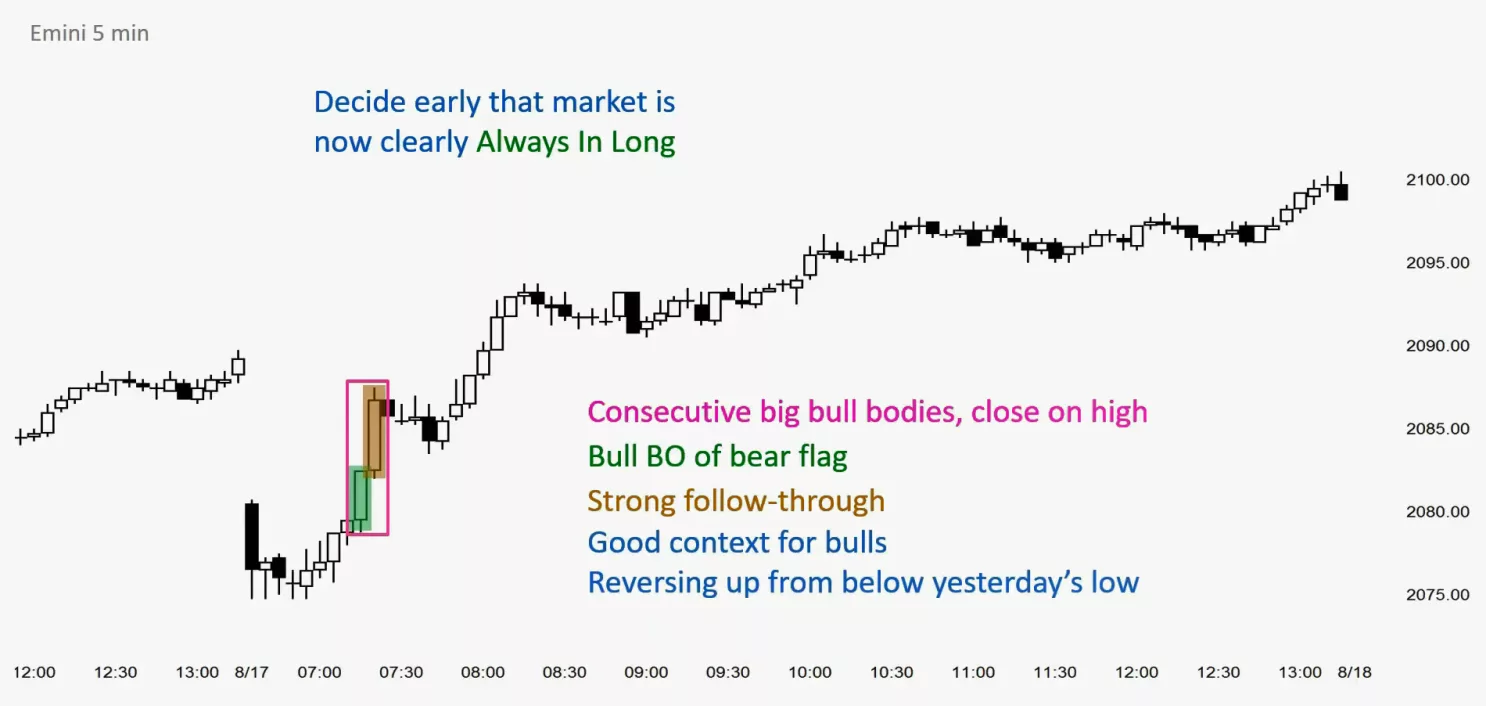 Emini 5 min
Decide early that market is
now clearly Always In Long
2100.00
2095.00
2090.00
2085.00
2080.00
2075.00
Consecutive big bull bodies, close on high
Bull BO of bear flag
Strong follow-through
Good context for bulls
Reversing up from below yesterday’s low
12:00 12:30 13:00 8/17 07:00 07:30 08:00 08:30 09:00 09:30 10:00 10:30 11:00 11:30 12:00 12:30 13:00 8/18